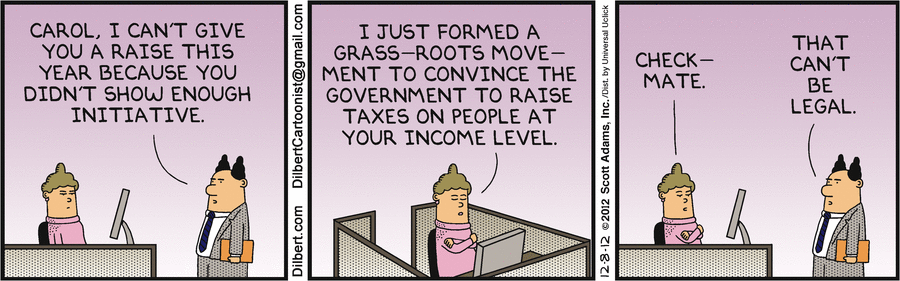 CAROL, I CAN'T GIVE
YOU A RAISE THIS
YEAR BECAUSE YOU
DIDN'T SHOW ENOUGH
INITIATIVE.
Dilbert.com DilbertCartoonist@gmail.com
I JUST FORMED A
GRASS-ROOTS MOVE-
MENT TO CONVINCE THE
GOVERNMENT TO RAISE
TAXES ON PEOPLE AT
YOUR INCOME LEVEL.
12-3-12 © 2012 Scott Adams, Inc. /Dist. by Universal Uclick
CHECK-
MATE.
THAT
CAN'T
BE
LEGAL.